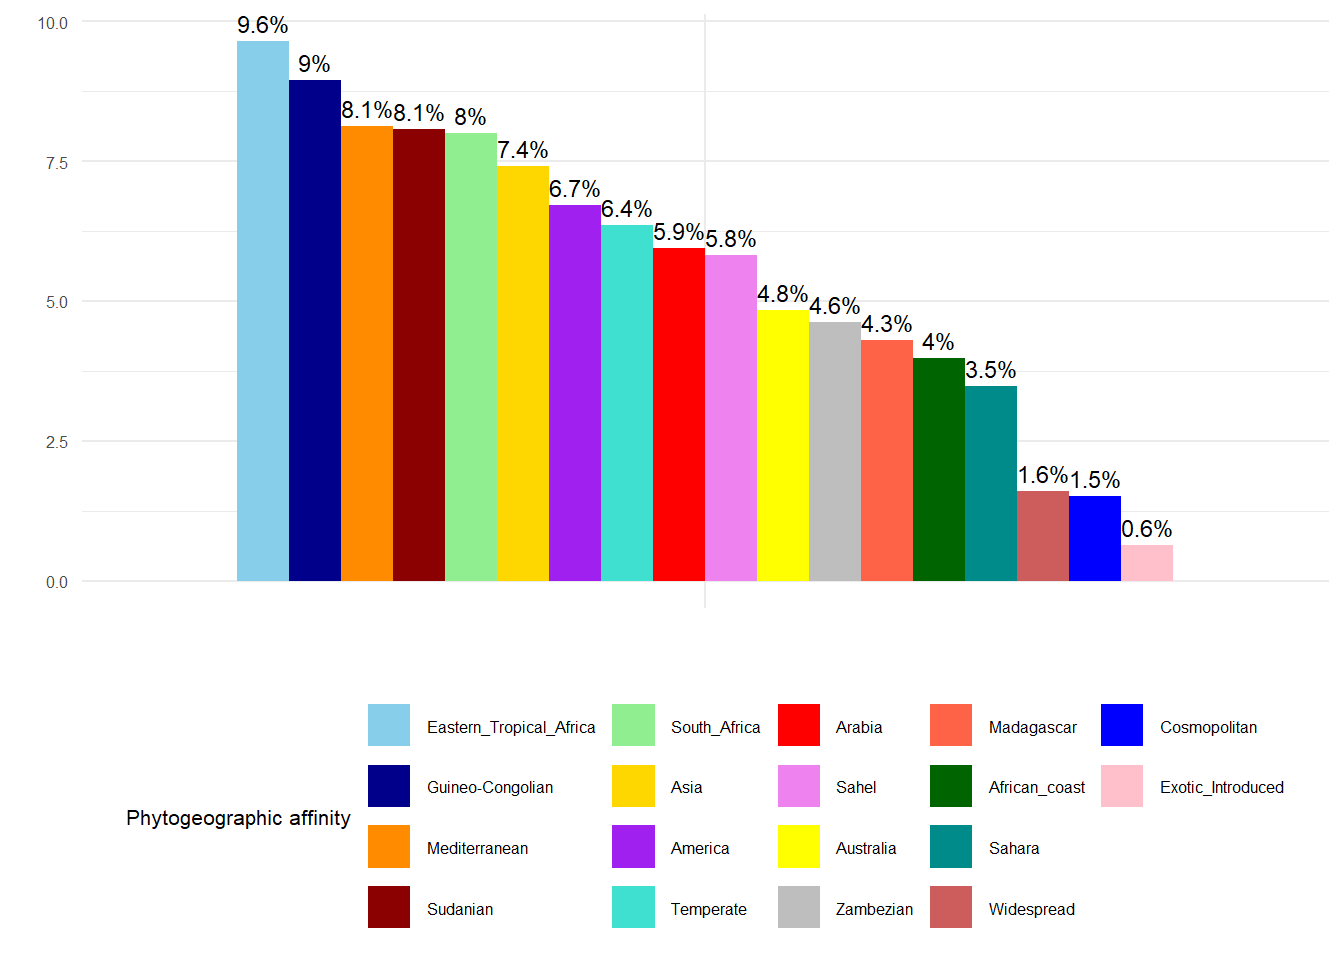 10.0
7.5
5.0
2.5
0.0
9.6%
9%
8.1%
8.1%
8%
7.4%
6.7%
6.4%
5.9%
5.8%
4.8%
4.6%
4.3%
4%
3.5%
1.6%
1.5%
0.6%
Phytogeographic affinity
Eastern_Tropical_Africa
Guineo-Congolian
Mediterranean
Sudanian
South_Africa
Asia
America
Temperate
Arabia
Sahel
Australia
Zambezian
Madagascar
African_coast
Sahara
Widespread
Cosmopolitan
Exotic_Introduced